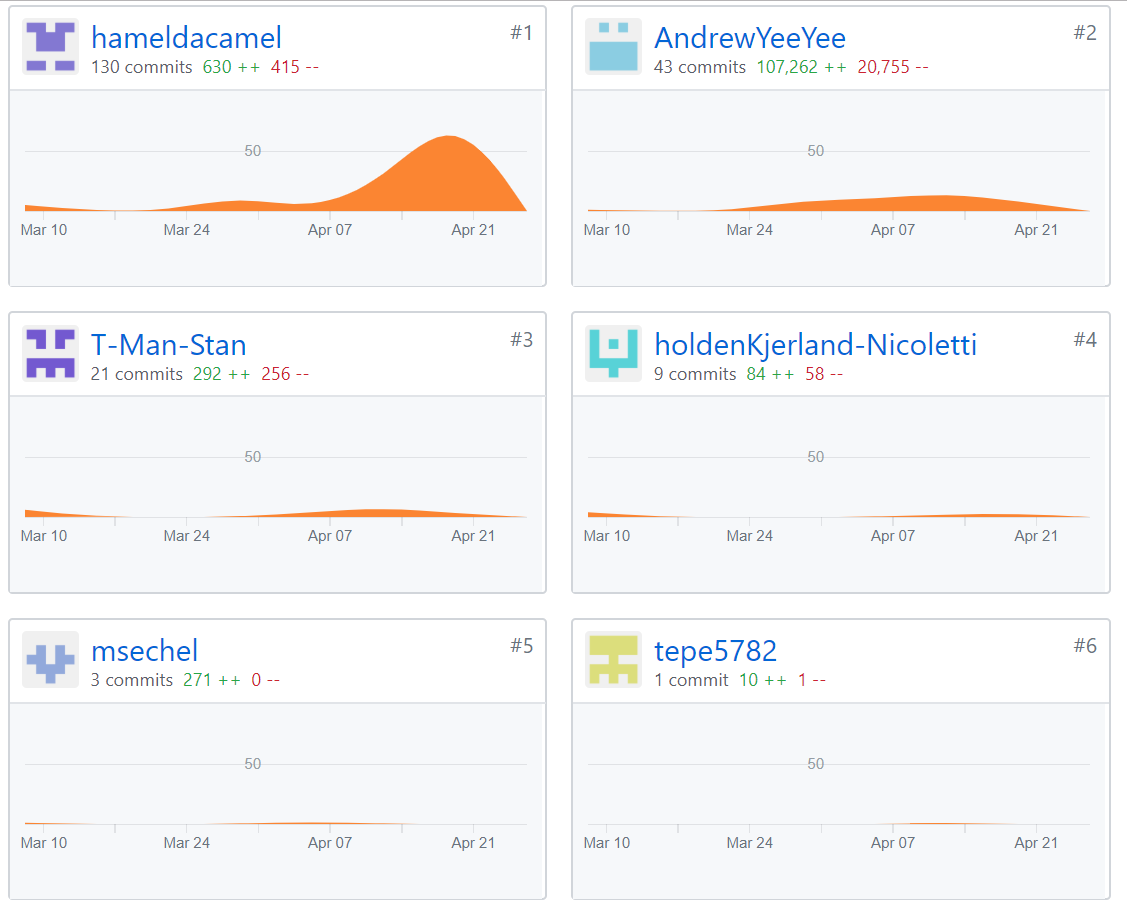 hameldacamel #1
130 commits 630 ++ 415 --
50
Mar 10 Mar 24 Apr 07 Apr 21
AndrewYeeYee #2
43 commits 107,262 ++ 20,755 --
50
Mar 10 Mar 24 Apr 07 Apr 21
T-Man-Stan #3
21 commits 292 ++ 256 --
50
Mar 10 Mar 24 Apr 07 Apr 21
holdenKjerland-Nicoletti #4
9 commits 84 ++ 58 --
50
Mar 10 Mar 24 Apr 07 Apr 21
msechel #5
3 commits 271 ++ 0 --
50
Mar 10 Mar 24 Apr 07 Apr 21
tepe5782 #6
1 commit 10 ++ 1 --
50
Mar 10 Mar 24 Apr 07 Apr 21